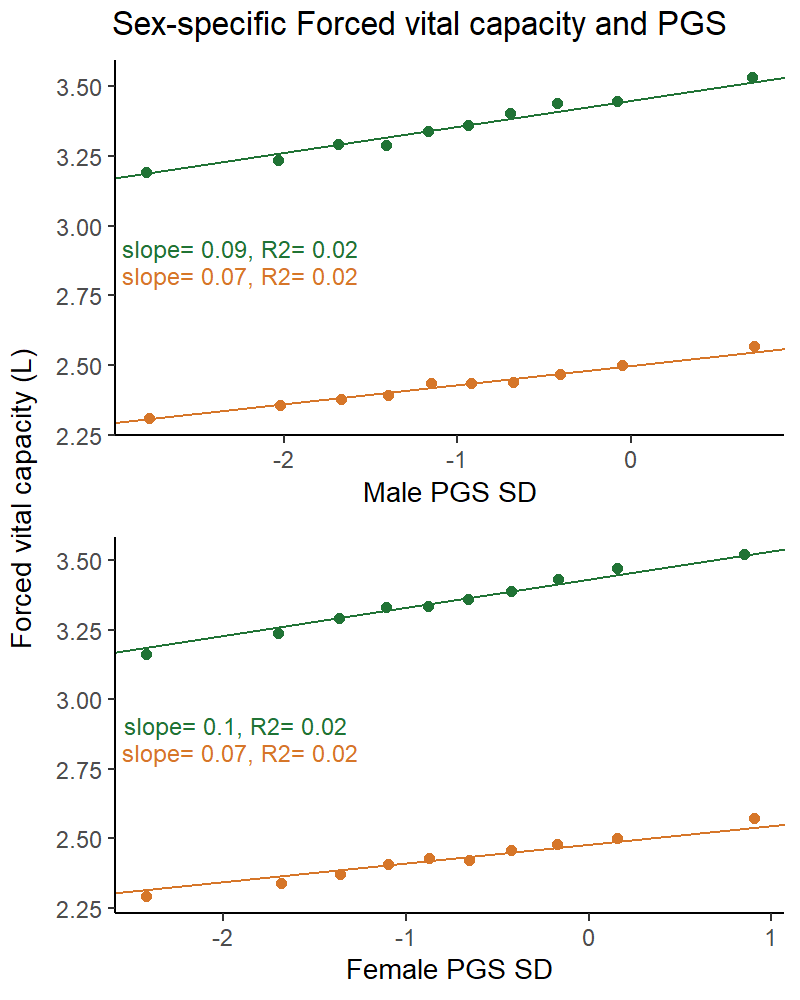 Sex-specific Forced vital capacity and PGS
Forced vital capacity (L)
3.50
3.25
3.00
2.75
2.50
2.25
slope= 0.09, R2= 0.02
slope= 0.07, R2= 0.02
-2 -1 0
Male PGS SD
3.50
3.25
3.00
2.75
2.50
2.25
slope= 0.1, R2= 0.02
slope= 0.07, R2= 0.02
-2 -1 0 1
Female PGS SD